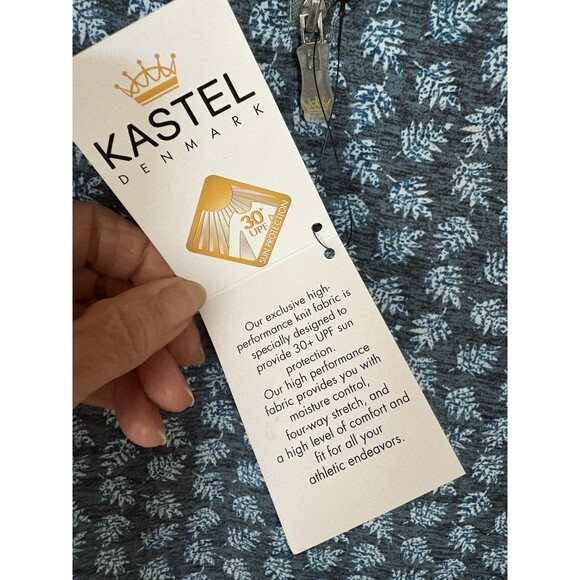 KASTEL
DENMARK
30+
UPF
SUN PROTECTION
Our exclusive high-
performance knit fabric is
specially designed to
provide 30+ UPF sun
protection.
Our high performance
fabric provides you with
moisture control,
four-way stretch, and
a high level of comfort and
fit for all your
athletic endeavors.